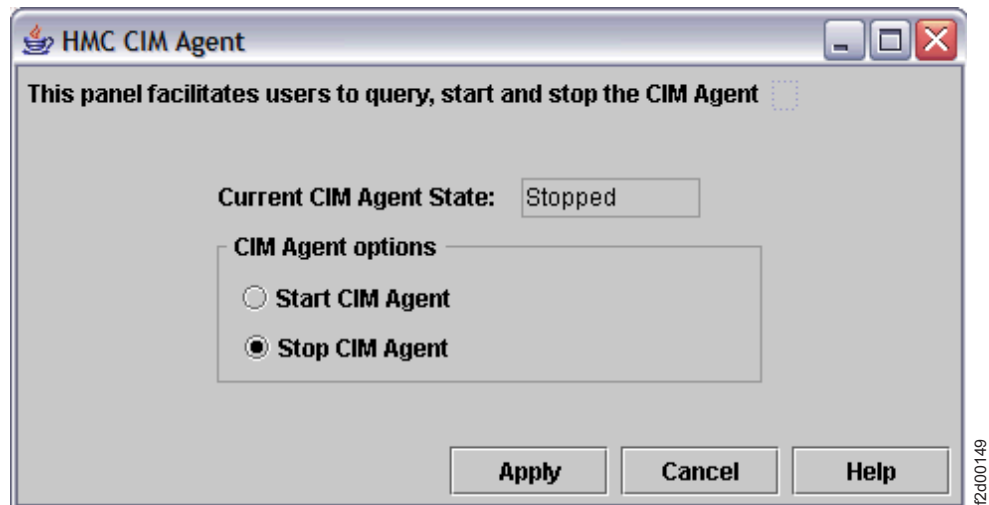 HMC CIM Agent
This panel facilitates users to query, start and stop the CIM Agent
Current CIM Agent State: Stopped
CIM Agent options
Start CIM Agent
Stop CIM Agent
Apply Cancel Help
f2d00149